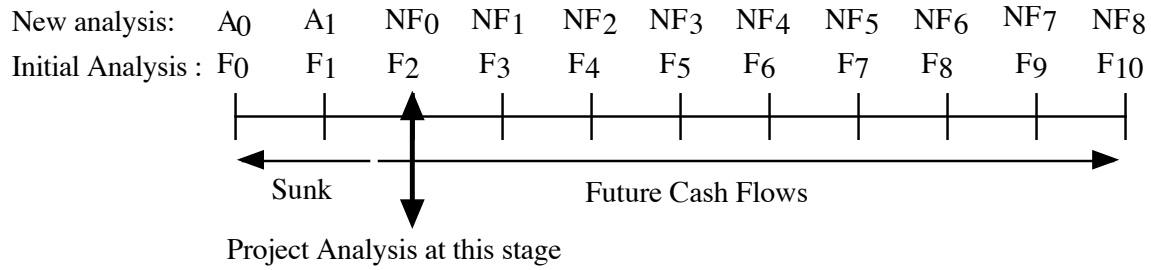 New analysis: A0 A1 NF0 NF1 NF2 NF3 NF4 NF5 NF6 NF7 NF8
Initial Analysis : F0 F1 F2 F3 F4 F5 F6 F7 F8 F9 F10
Sunk Future Cash Flows
Project Analysis at this stage